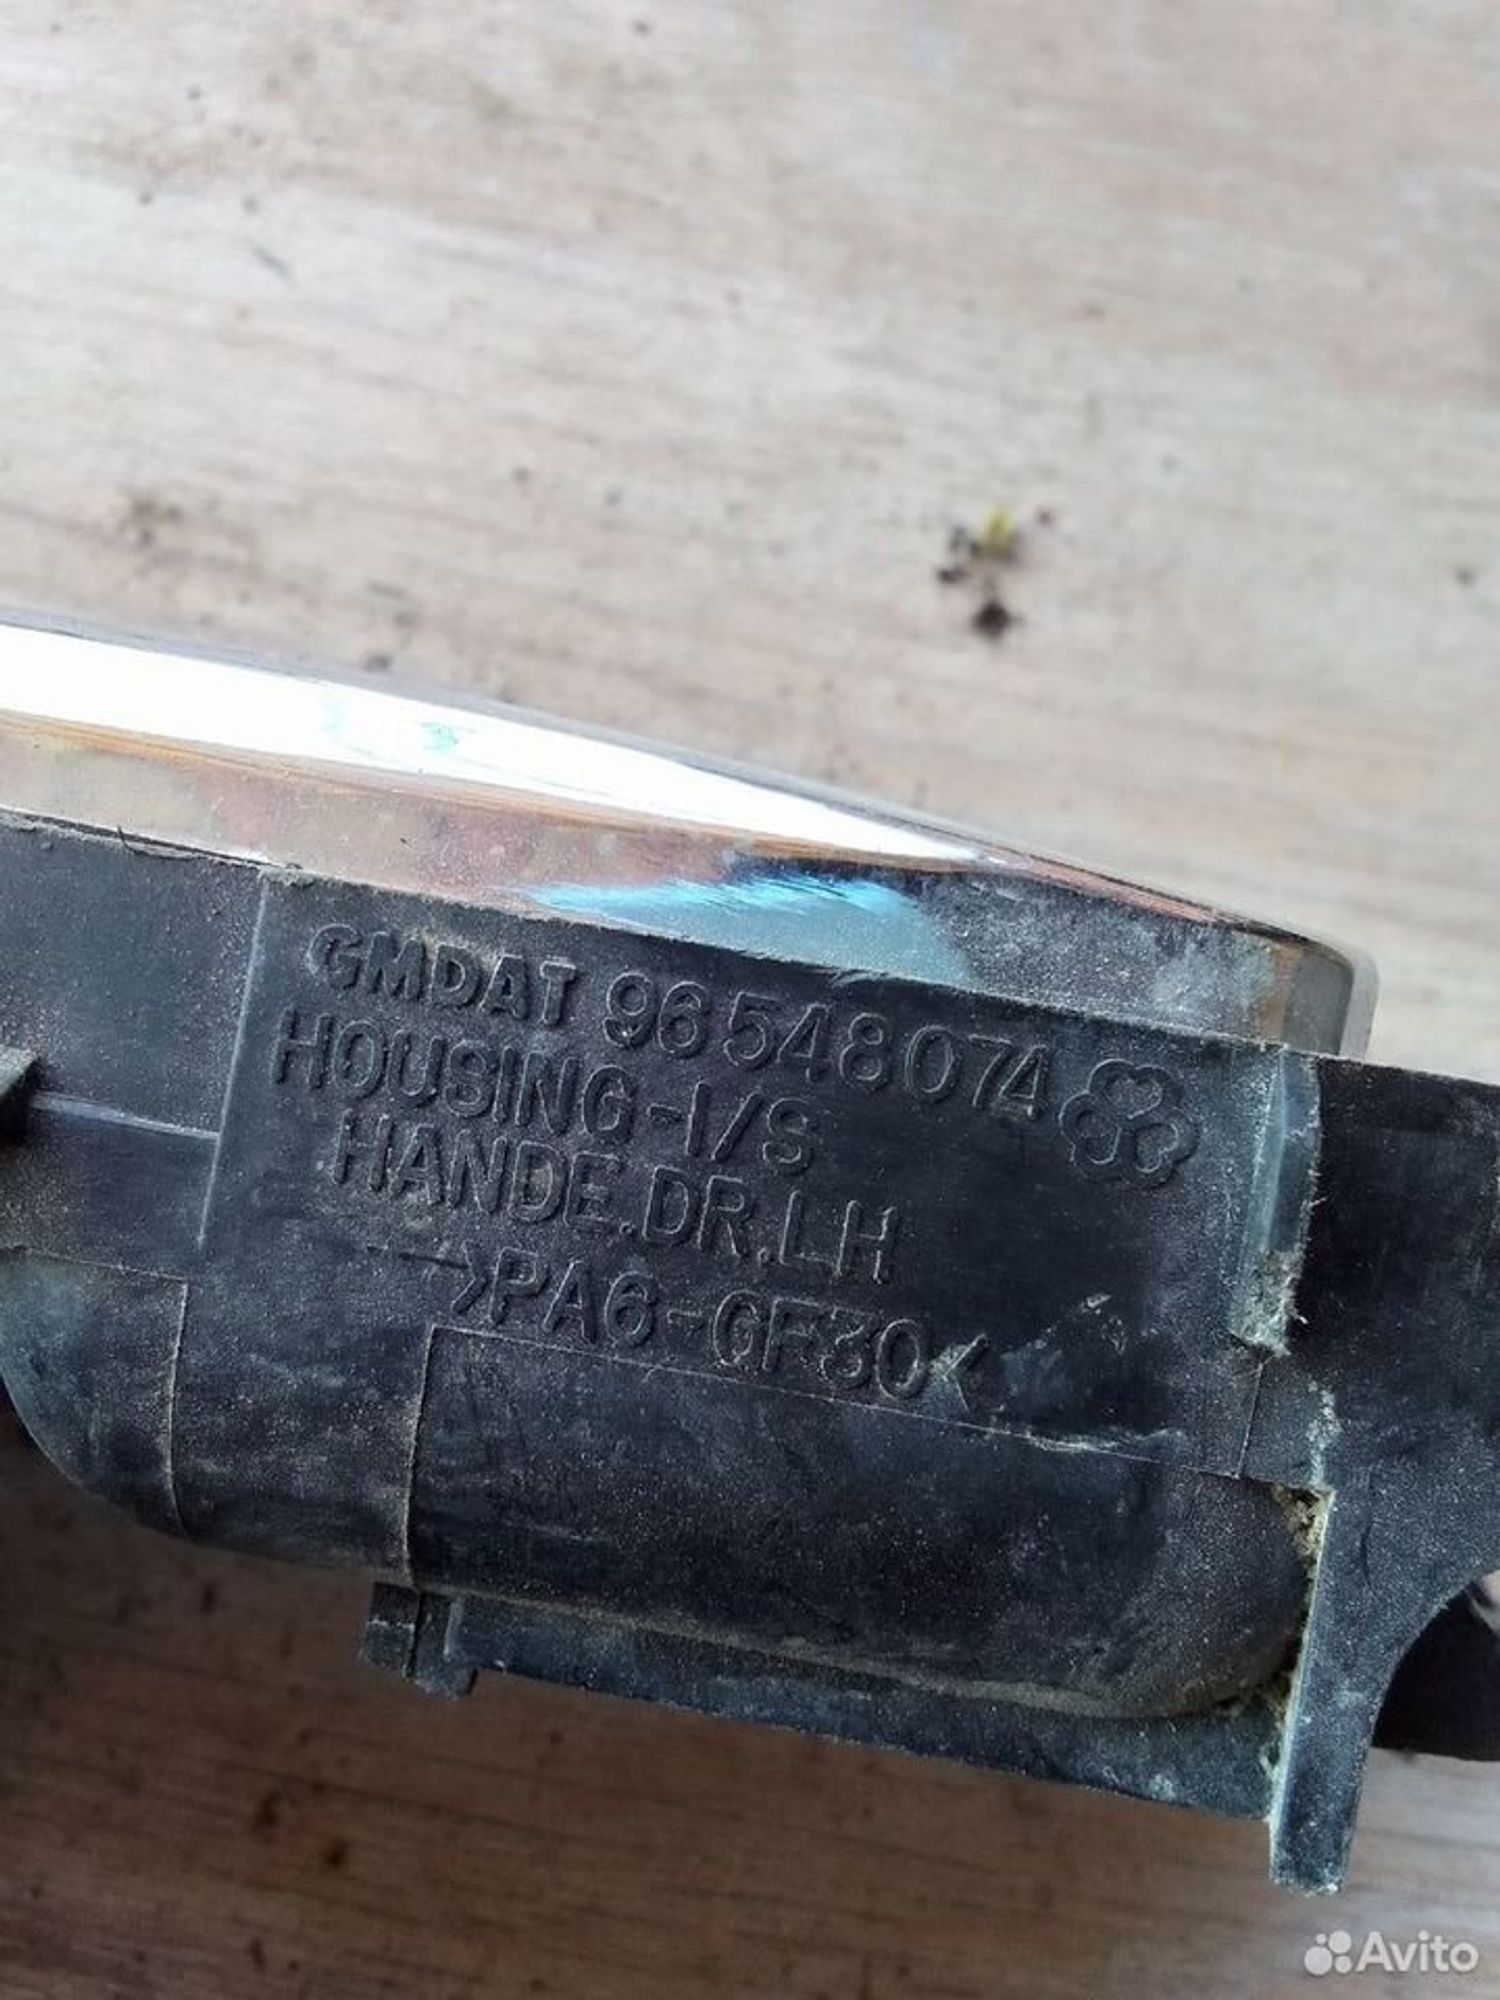 GMDAT 96548074
HOUSING-I/S
HANDE.DR.LH
>PA6-GF30<
Avito